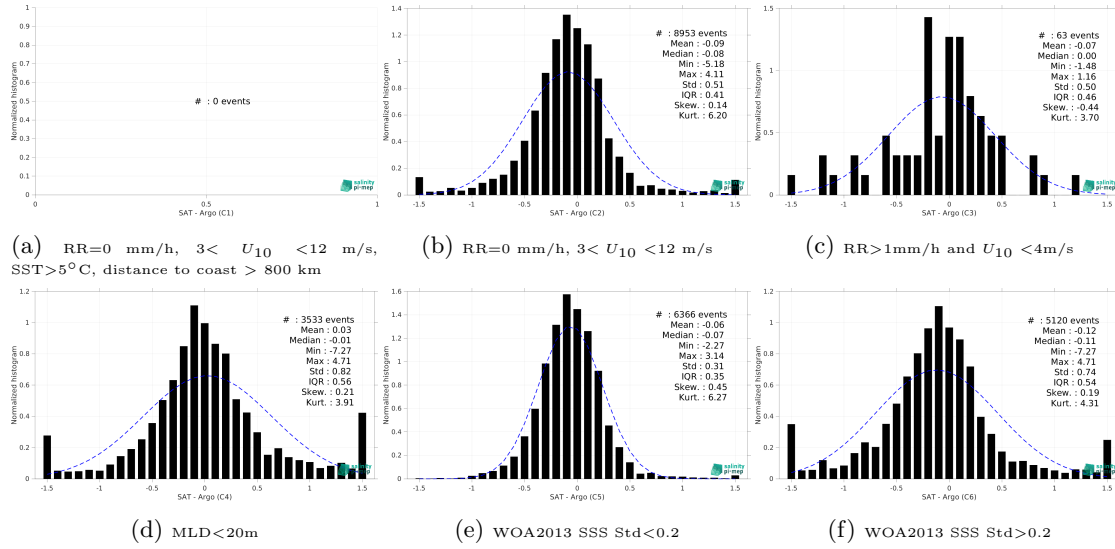 1
0.9
0.8
0.7
0.6
0.5
0.4
0.3
0.2
0.1
0
Normalized histogram
# : 0 events
0 0.5 1
SAT - Argo (C1)
salinity
pi-mep
1.4
1.2
1
0.8
0.6
0.4
0.2
0
Normalized histogram
# : 8953 events
Mean : -0.09
Median : -0.08
Min : -5.18
Max : 4.11
Std : 0.51
IQR : 0.41
Skew. : 0.14
Kurt. : 6.20
-1.5 -1 -0.5 0 0.5 1 1.5
SAT - Argo (C2)
salinity
pi-mep
1.5
1
0.5
0
Normalized histogram
# : 63 events
Mean : -0.07
Median : 0.00
Min : -1.48
Max : 1.16
Std : 0.50
IQR : 0.46
Skew. : -0.44
Kurt. : 3.70
-1.5 -1 -0.5 0 0.5 1 1.5
SAT - Argo (C3)
salinity
pi-mep
(a) RR=0 mm/h, 3< U10 <12 m/s,
SST>5°C, distance to coast > 800 km
(b) RR=0 mm/h, 3< U10 <12 m/s
(c) RR>1mm/h and U10 <4m/s
1.2
1
0.8
0.6
0.4
0.2
0
Normalized histogram
# : 3533 events
Mean : 0.03
Median : -0.01
Min : -7.27
Max : 4.71
Std : 0.82
IQR : 0.56
Skew. : 0.21
Kurt. : 3.91
-1.5 -1 -0.5 0 0.5 1 1.5
SAT - Argo (C4)
salinity
pi-mep
1.6
1.4
1.2
1
0.8
0.6
0.4
0.2
0
Normalized histogram
# : 6366 events
Mean : -0.06
Median : -0.07
Min : -2.27
Max : 3.14
Std : 0.31
IQR : 0.35
Skew. : 0.45
Kurt. : 6.27
-1.5 -1 -0.5 0 0.5 1 1.5
SAT - Argo (C5)
salinity
pi-mep
1.2
1
0.8
0.6
0.4
0.2
0
Normalized histogram
# : 5120 events
Mean : -0.12
Median : -0.11
Min : -7.27
Max : 4.71
Std : 0.74
IQR : 0.54
Skew. : 0.19
Kurt. : 4.31
-1.5 -1 -0.5 0 0.5 1 1.5
SAT - Argo (C6)
salinity
pi-mep
(d) MLD<20m
(e) WOA2013 SSS Std<0.2
(f) WOA2013 SSS Std>0.2